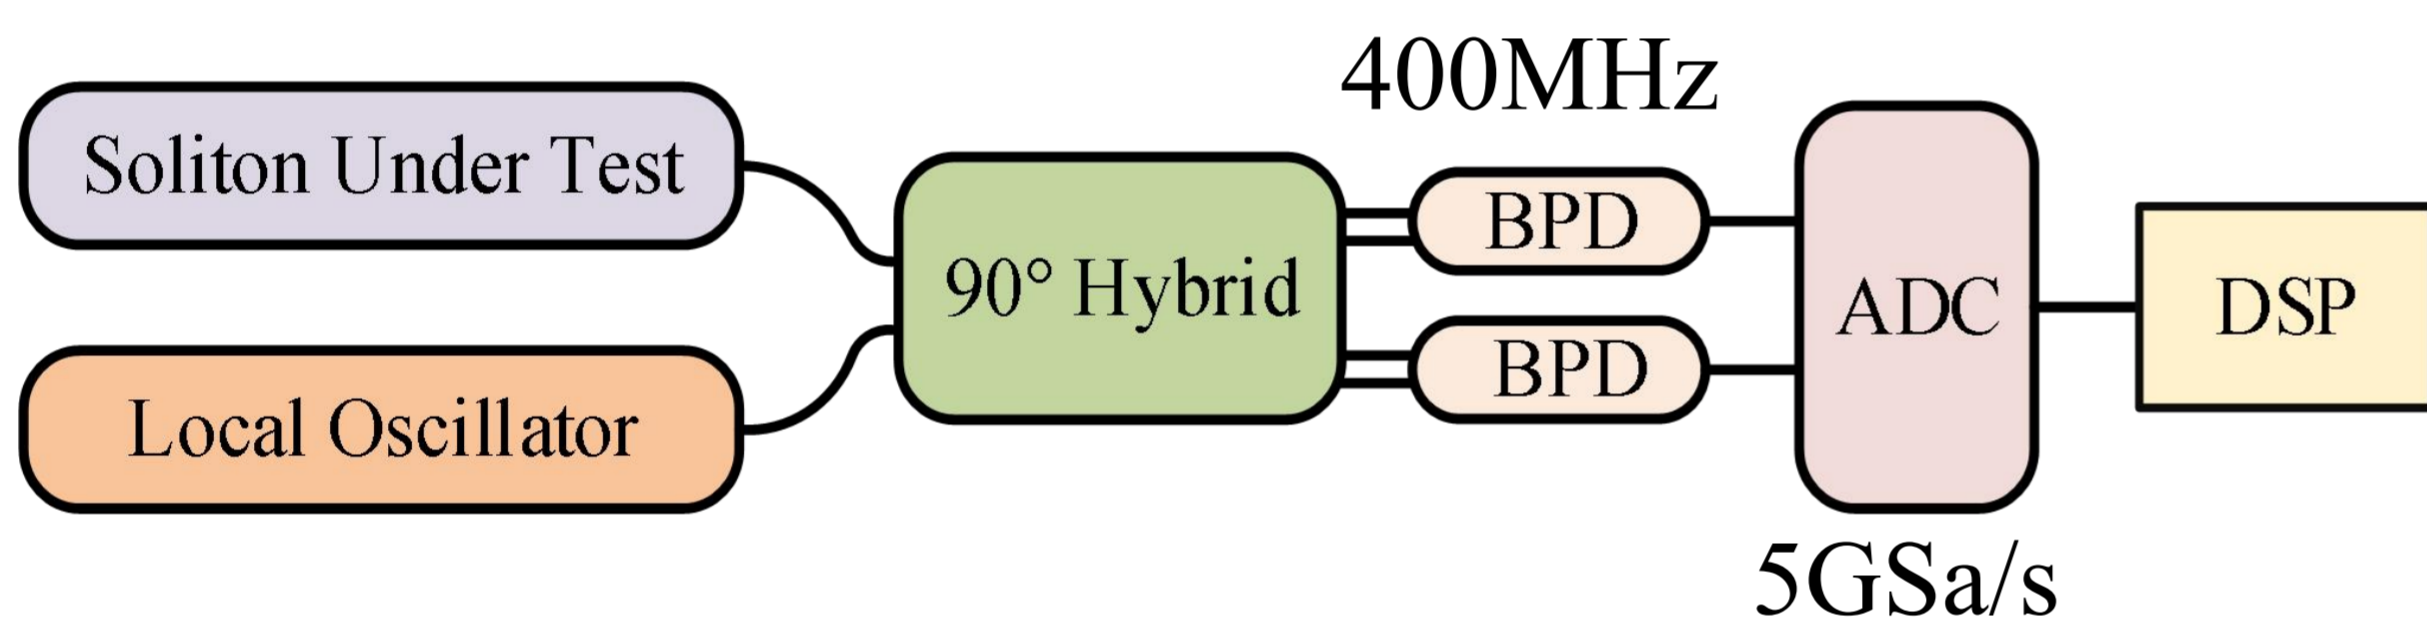 Soliton Under Test
Local Oscillator
90° Hybrid
400MHz
BPD
BPD
ADC
5GSa/s
DSP